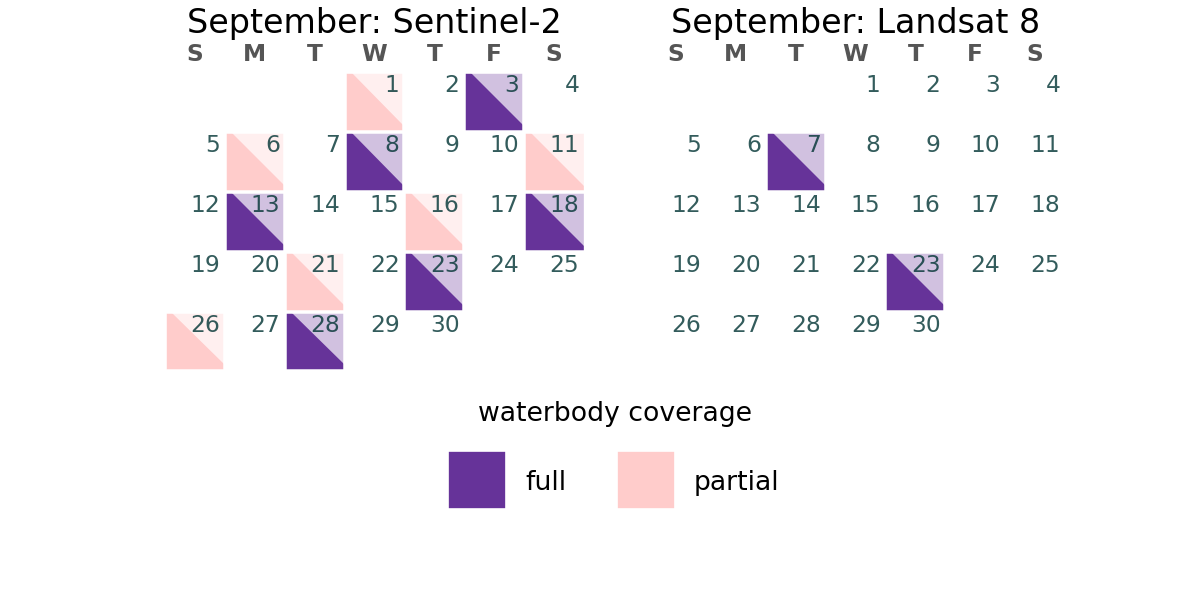 September: Sentinel-2
S M T W T F S
1 2 3 4
5 6 7 8 9 10 11
12 13 14 15 16 17 18
19 20 21 22 23 24 25
26 27 28 29 30
September: Landsat 8
S M T W T F S
1 2 3 4
5 6 7 8 9 10 11
12 13 14 15 16 17 18
19 20 21 22 23 24 25
26 27 28 29 30
waterbody coverage
full
partial